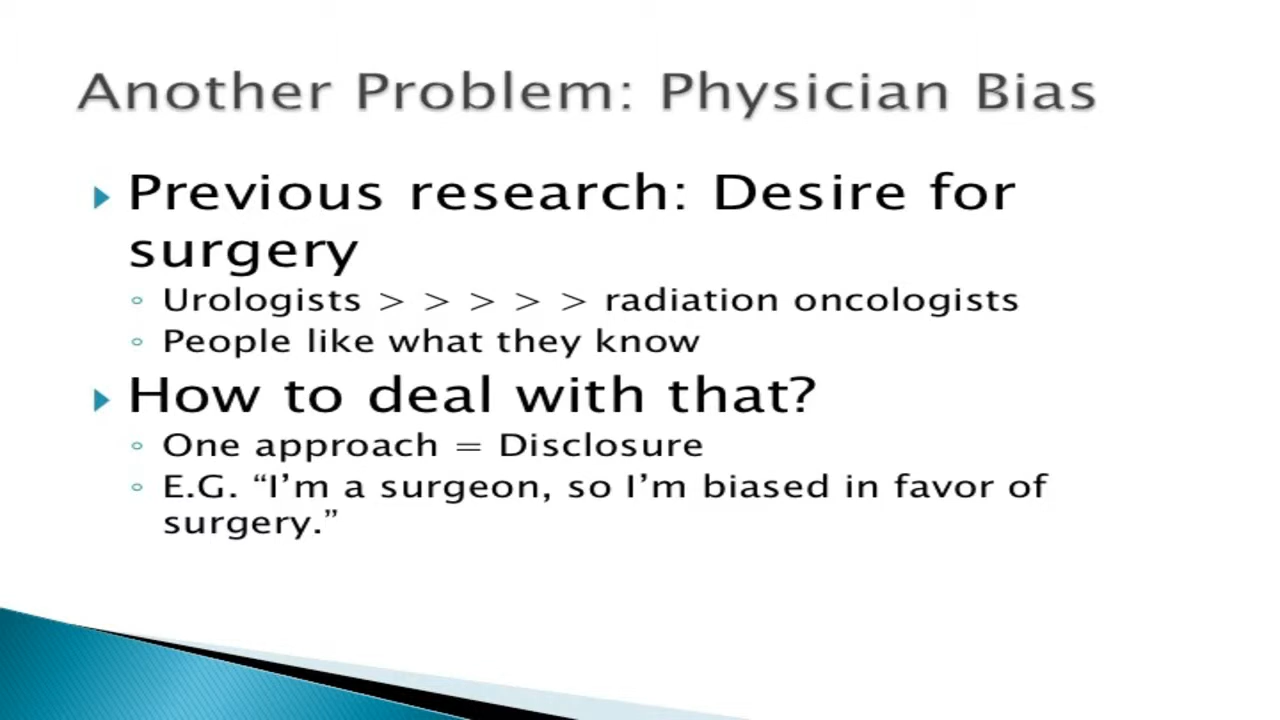 Another Problem: Physician Bias
Previous research: Desire for
surgery
Urologists > > > > > radiation oncologists
People like what they know
How to deal with that?
One approach = Disclosure
E.G. “I’m a surgeon, so I’m biased in favor of
surgery.”